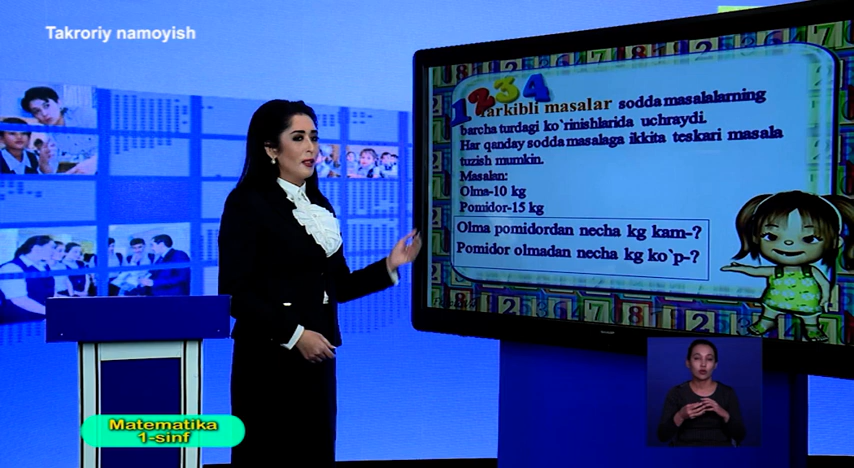 Takroriy namoyish
1234
Tarkibli masalar sodda masalalarning
barcha turdagi ko`rinishlarida uchraydi.
Har qanday sodda masalaga ikkita teskari masala
tuzish mumkin.
Masalan:
Olma-10 kg
Pomidor-15 kg
Olma pomidordan necha kg kam-?
Pomidor olmadan necha kg ko`p-?
Matematika
1-sinf